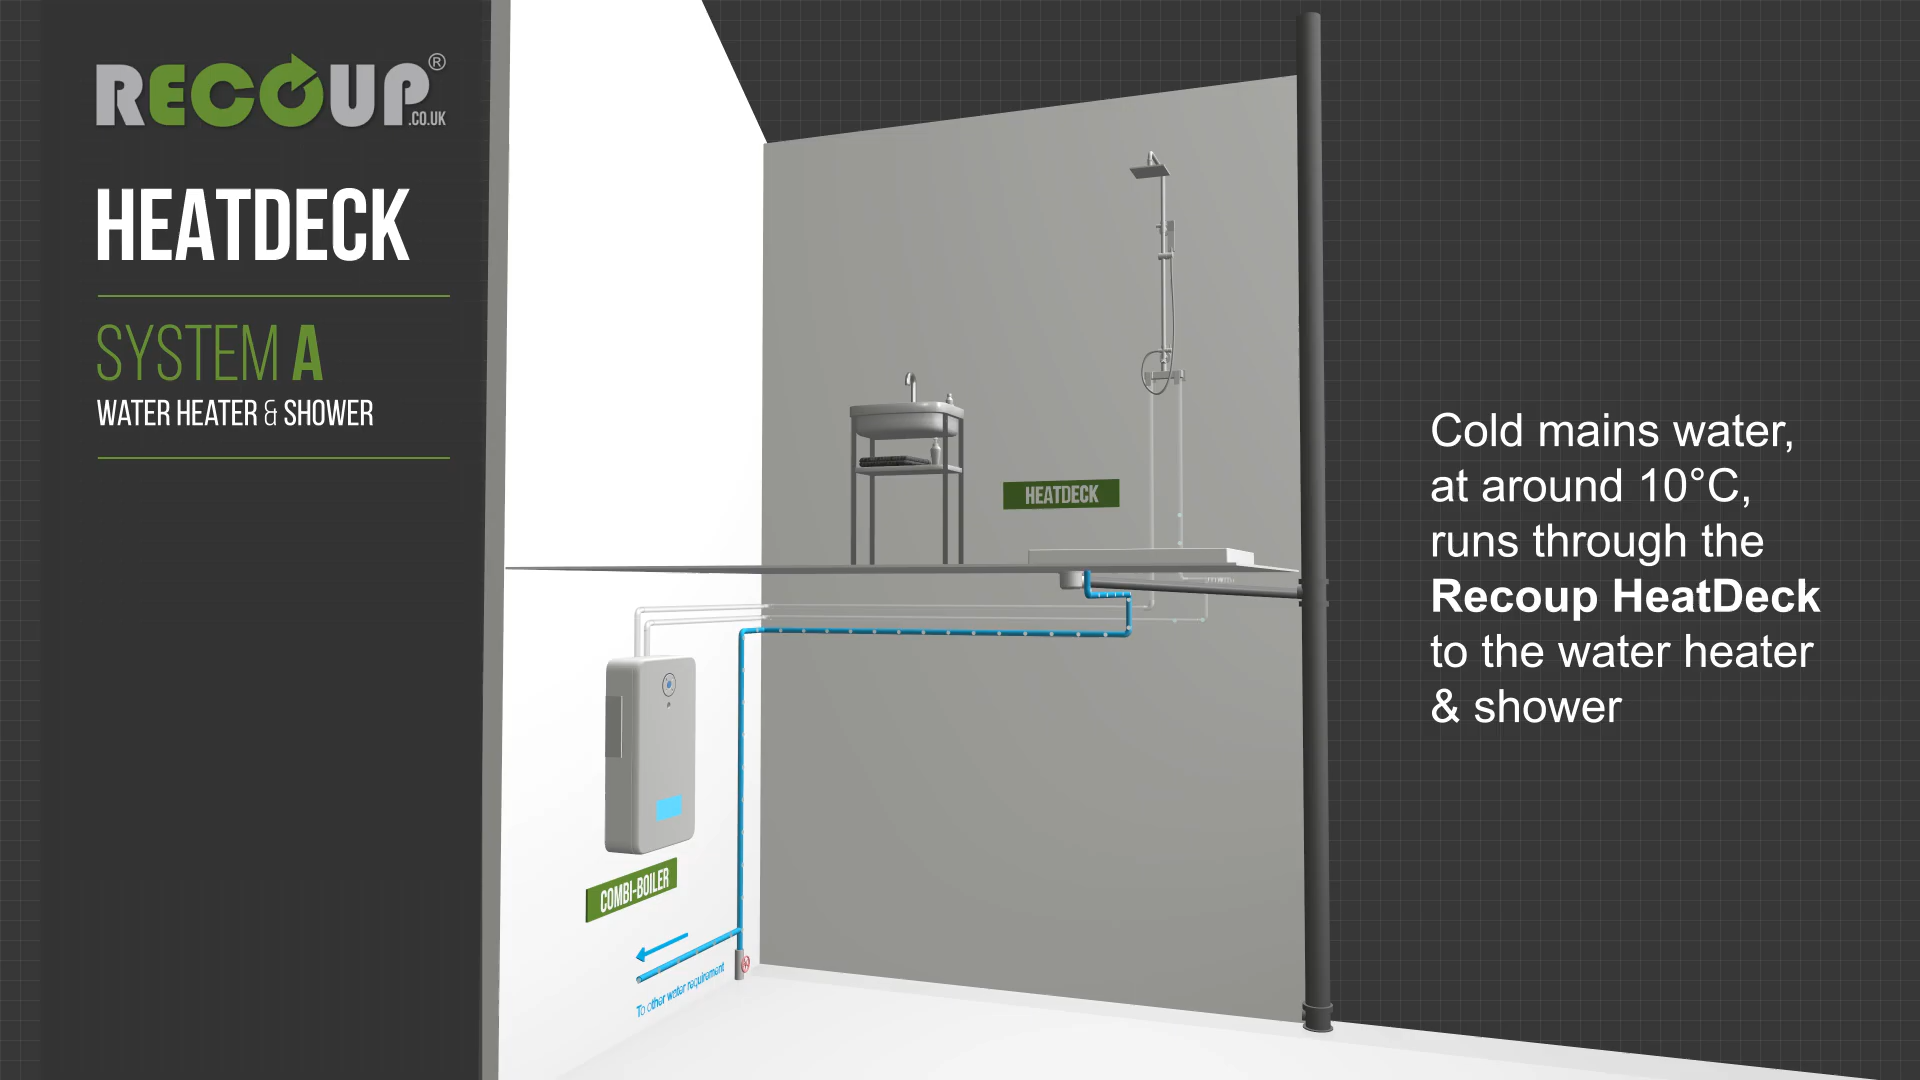 RECOUP®
.CO.UK
HEATDECK
SYSTEM A
WATER HEATER & SHOWER
HEATDECK
COMBI-BOILER
To other water requirement
Cold mains water,
at around 10°C,
runs through the
Recoup HeatDeck
to the water heater
& shower